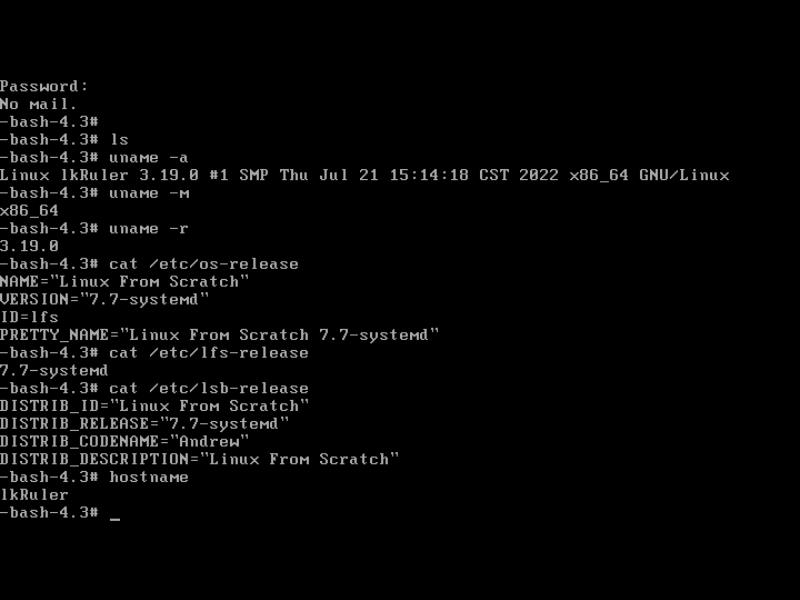 Password:
No mail.
-bash-4.3#
-bash-4.3# ls
-bash-4.3# uname -a
Linux lkRuler 3.19.0 #1 SMP Thu Jul 21 15:14:18 CST 2022 x86_64 GNU/Linux
-bash-4.3# uname -m
x86_64
-bash-4.3# uname -r
3.19.0
-bash-4.3# cat /etc/os-release
NAME="Linux From Scratch"
VERSION="7.7-systemd"
ID=lfs
PRETTY_NAME="Linux From Scratch 7.7-systemd"
-bash-4.3# cat /etc/lfs-release
7.7-systemd
-bash-4.3# cat /etc/lsb-release
DISTRIB_ID="Linux From Scratch"
DISTRIB_RELEASE="7.7-systemd"
DISTRIB_CODENAME="Andrew"
DISTRIB_DESCRIPTION="Linux From Scratch"
-bash-4.3# hostname
lkRuler
-bash-4.3# _